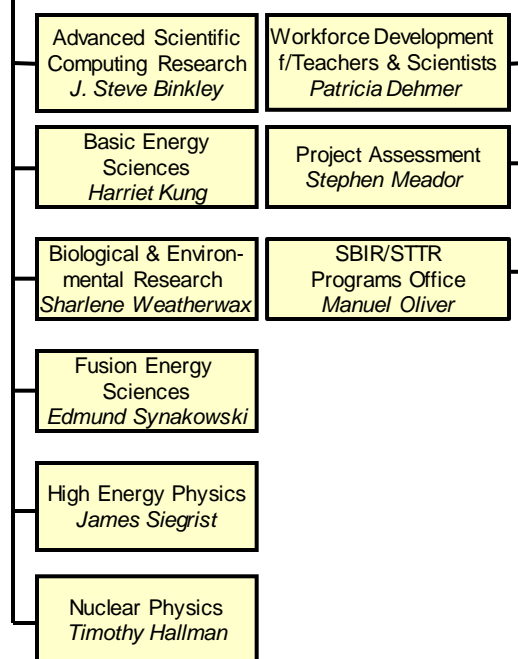 Advanced Scientific
Computing Research
J. Steve Binkley
Workforce Development
f/Teachers & Scientists
Patricia Dehmer
Basic Energy
Sciences
Harriet Kung
Project Assessment
Stephen Meador
Biological & Environ-
mental Research
Sharlene Weatherwax
SBIR/STTR
Programs Office
Manuel Oliver
Fusion Energy
Sciences
Edmund Synakowski
High Energy Physics
James Siegrist
Nuclear Physics
Timothy Hallman